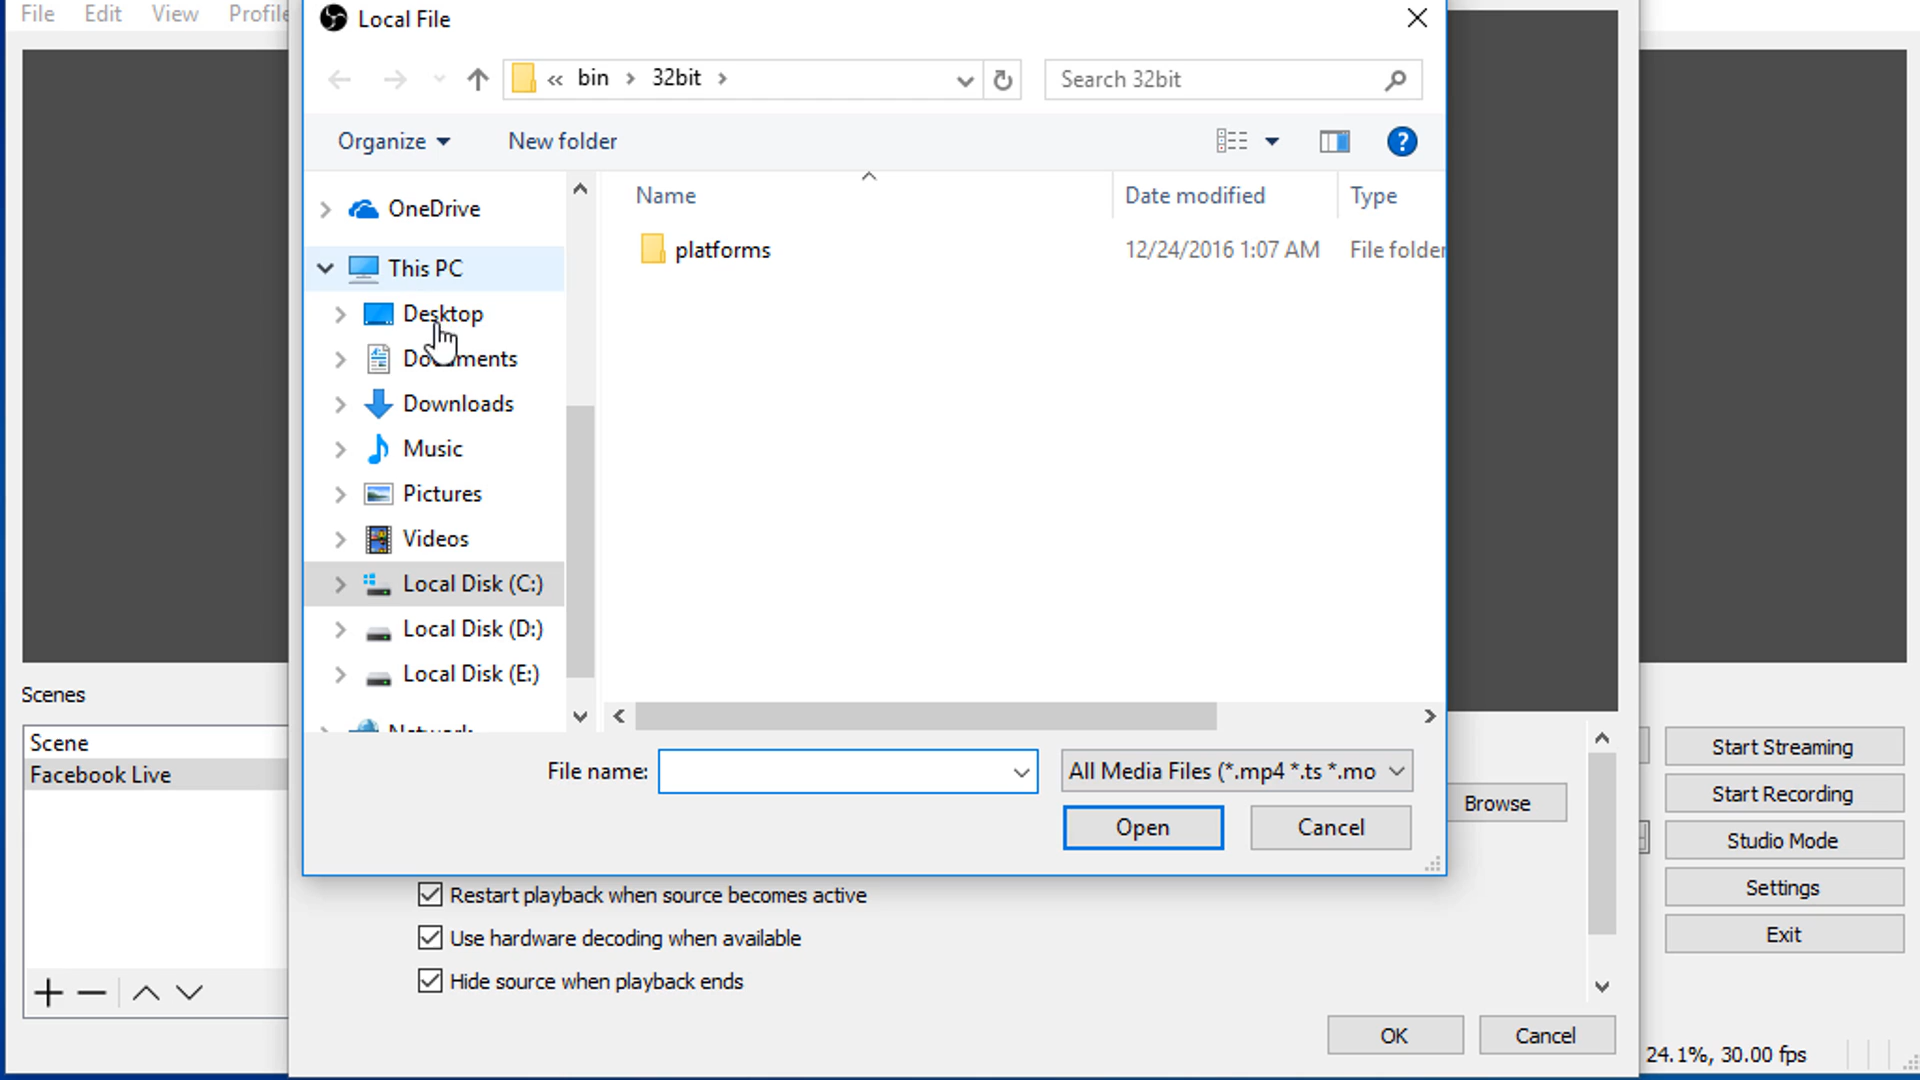 File Edit View Profile
Local File
« bin › 32bit ›
Search 32bit
Organize
New folder
Name
Date modified
Type
OneDrive
platforms
12/24/2016 1:07 AM
File folder
This PC
Desktop
Documents
Downloads
Music
Pictures
Videos
Local Disk (C:)
Local Disk (D:)
Local Disk (E:)
Network
Scenes
Scene
Facebook Live
File name:
All Media Files (*.mp4 *.ts *.mo
Open
Cancel
Browse
Start Streaming
Start Recording
Studio Mode
Settings
Exit
Restart playback when source becomes active
Use hardware decoding when available
Hide source when playback ends
OK
Cancel
24.1%, 30.00 fps